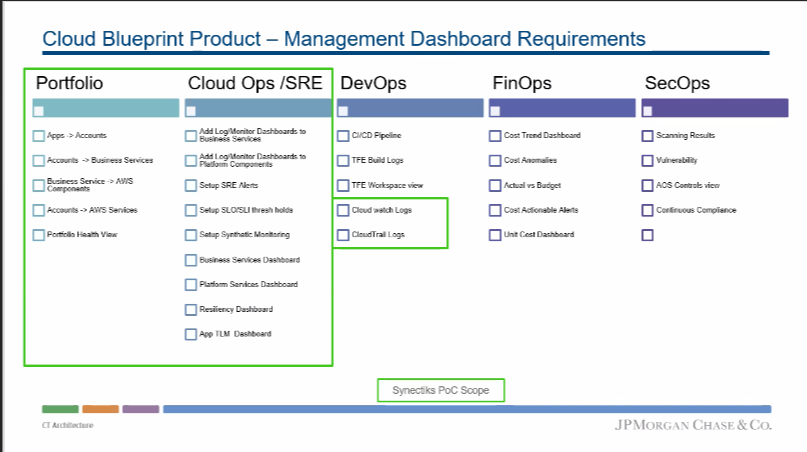 Cloud Blueprint Product – Management Dashboard Requirements
Portfolio
Apps -> Accounts
Accounts -> Business Services
Business Service -> AWS
Components
Accounts -> AWS Services
Portfolio Health View
Cloud Ops /SRE
Add Log/Monitor Dashboards to
Business Services
Add Log/Monitor Dashboards to
Platform Components
Setup SRE Alerts
Setup SLO/SLI thresh holds
Setup Synthetic Monitoring
Business Services Dashboard
Platform Services Dashboard
Resiliency Dashboard
App TLM Dashboard
DevOps
CI/CD Pipeline
TFE Build Logs
TFE Workspace view
Cloud watch Logs
CloudTrail Logs
FinOps
Cost Trend Dashboard
Cost Anomalies
Actual vs Budget
Cost Actionable Alerts
Unit Cost Dashboard
SecOps
Scanning Results
Vulnerability
AOS Controls view
Continuous Compliance
Synectiks PoC Scope
CT Architecture
JPMORGAN CHASE & CO.